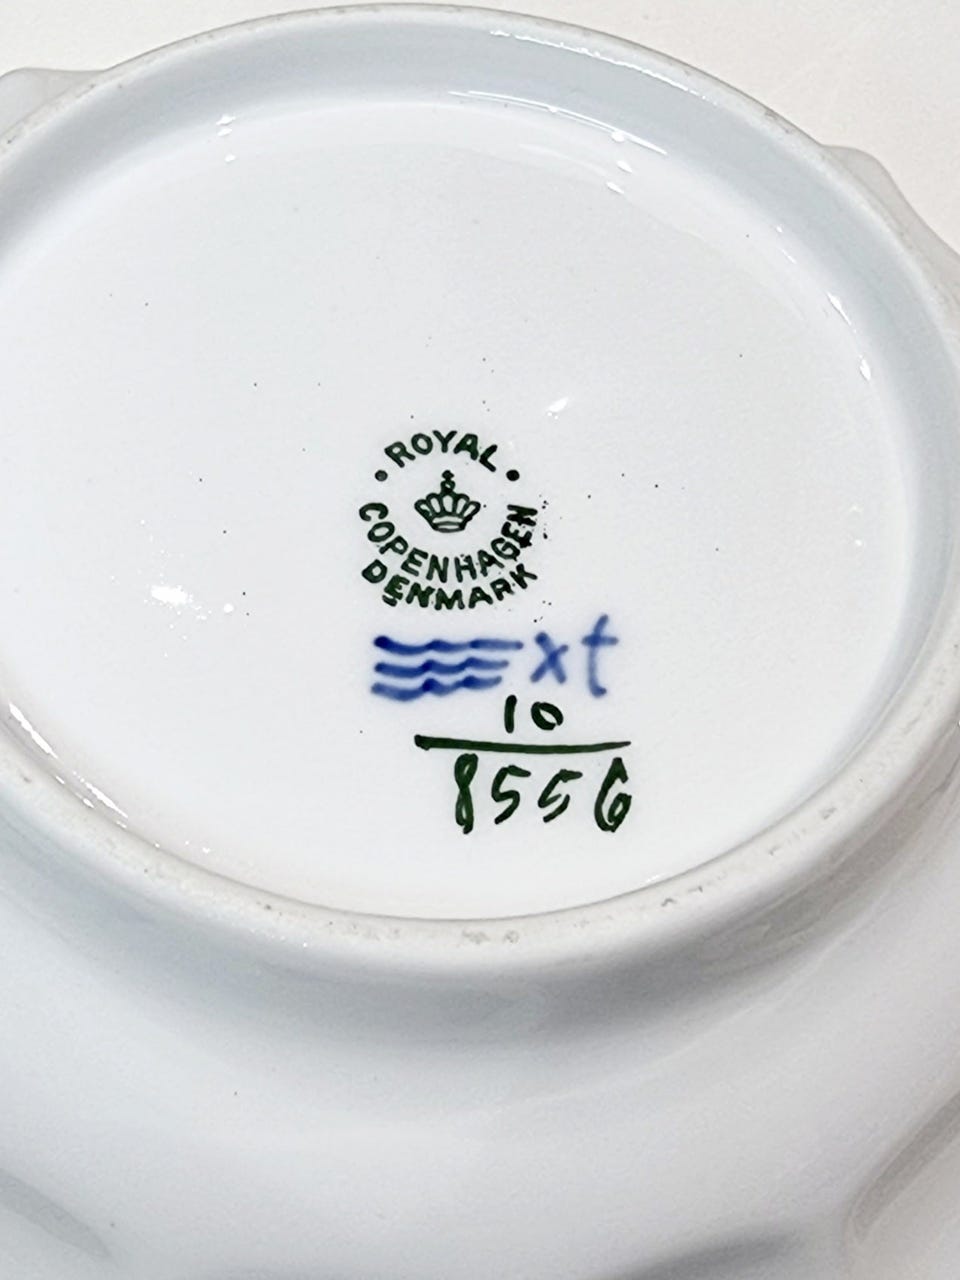 • ROYAL •
COPENHAGEN
DENMARK
xt
10
8556